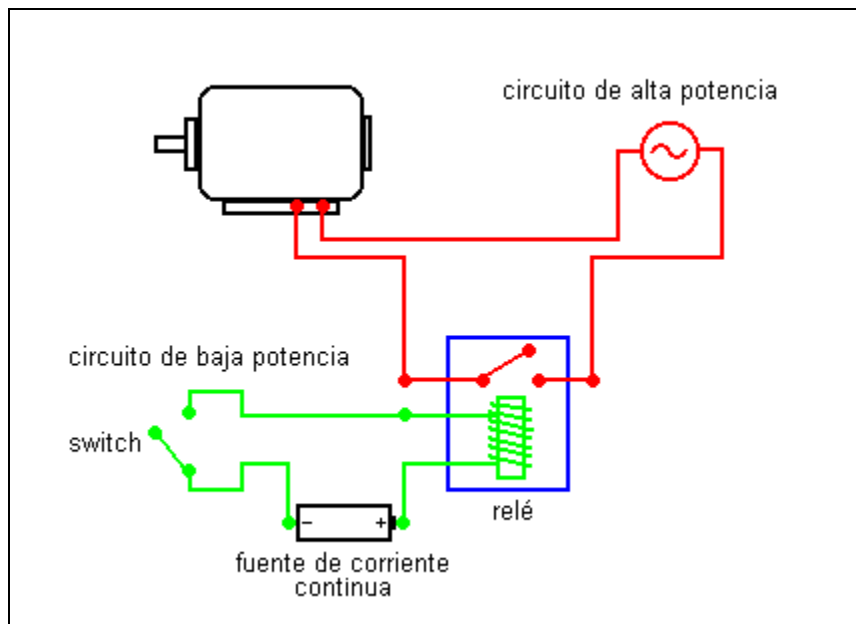 circuito de alta potencia
circuito de baja potencia
switch
- +
relé
fuente de corriente
continua